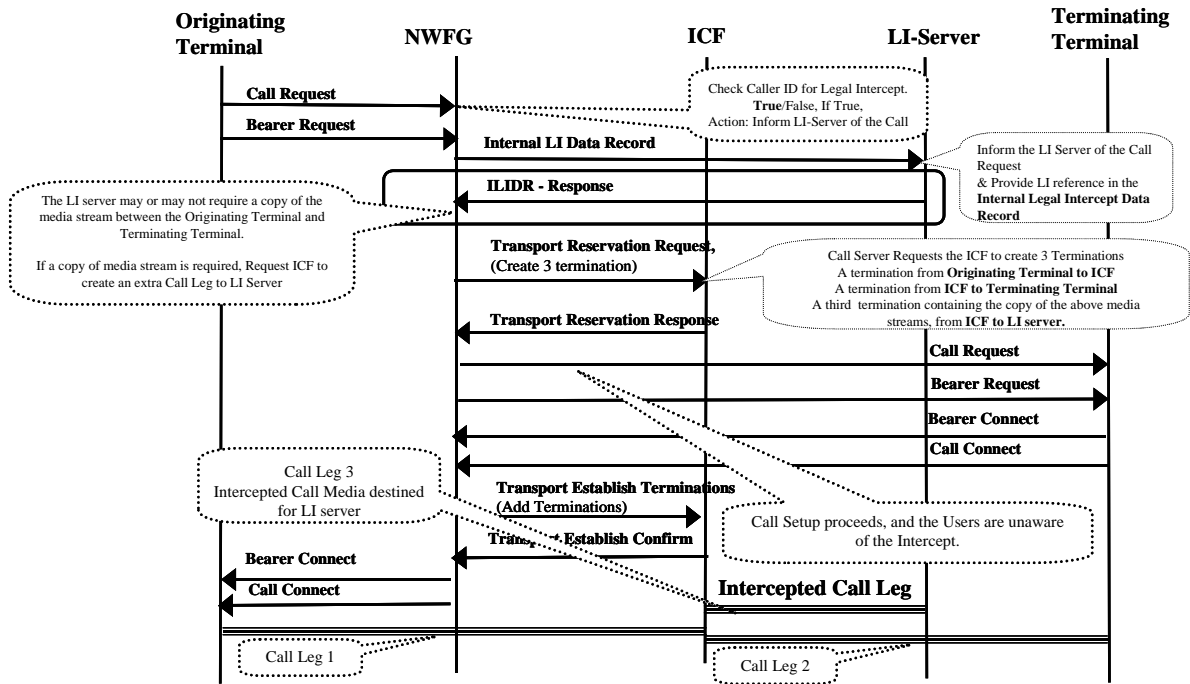 Originating
Terminal
NWFG
ICF
LI-Server
Terminating
Terminal
Call Request
Check Caller ID for Legal Intercept.
True/False, If True,
Action: Inform LI-Server of the Call
Bearer Request
Internal LI Data Record
Inform the LI Server of the Call
Request
& Provide LI reference in the
Internal Legal Intercept Data
Record
ILIDR - Response
The LI server may or may not require a copy of the
media stream between the Originating Terminal and
Terminating Terminal.
If a copy of media stream is required, Request ICF to
create an extra Call Leg to LI Server
Transport Reservation Request,
(Create 3 termination)
Call Server Requests the ICF to create 3 Terminations
A termination from Originating Terminal to ICF
A termination from ICF to Terminating Terminal
A third termination containing the copy of the above media
streams, from ICF to LI server.
Transport Reservation Response
Call Request
Bearer Request
Bearer Connect
Call Connect
Call Leg 3
Intercepted Call Media destined
for LI server
Transport Establish Terminations
(Add Terminations)
Call Setup proceeds, and the Users are unaware
of the Intercept.
Transport Establish Confirm
Bearer Connect
Call Connect
Intercepted Call Leg
Call Leg 1
Call Leg 2